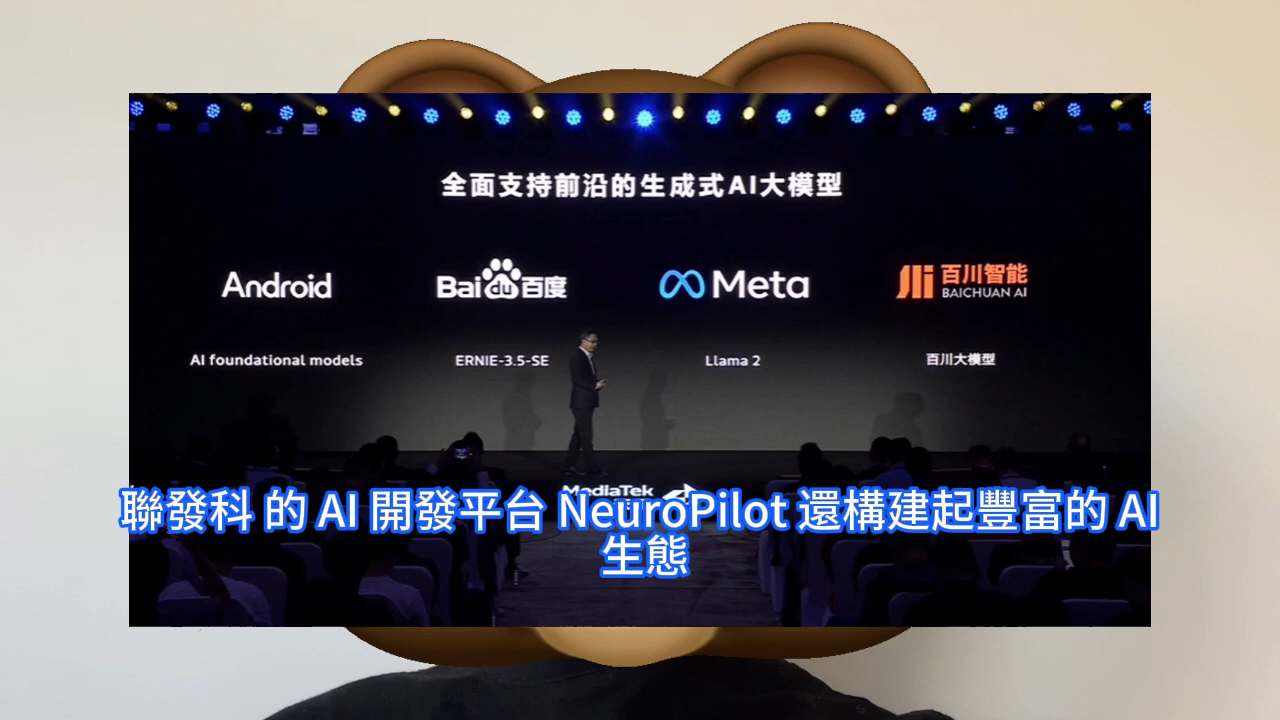 全面支持前沿的生成式AI大模型
Android
Bai du 百度
Meta
百川智能
BAICHUAN AI
AI foundational models
ERNIE-3.5-SE
Llama 2
百川大模型
MediaTek
聯發科 的 AI 開發平台 NeuroPilot 還構建起豐富的 AI
生態